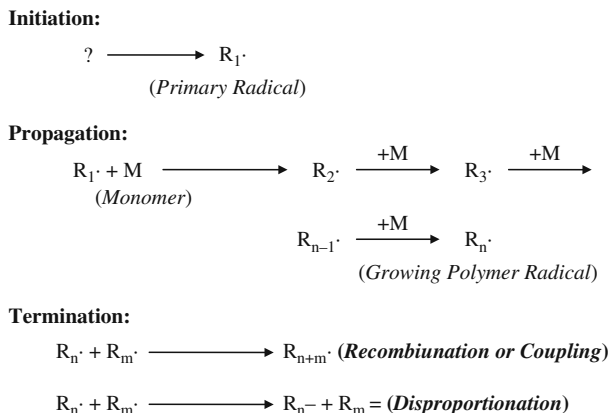 Initiation:
? ⟶ R₁·
(Primary Radical)
Propagation:
R₁· + M ⟶ R₂· +M ⟶ R₃· +M ⟶
(Monomer)
Rₙ₋₁· +M ⟶ Rₙ·
(Growing Polymer Radical)
Termination:
Rₙ· + Rₘ· ⟶ Rₙ₊ₘ· (Recombiunation or Coupling)
Rₙ· + Rₘ· ⟶ Rₙ– + Rₘ= (Disproportionation)